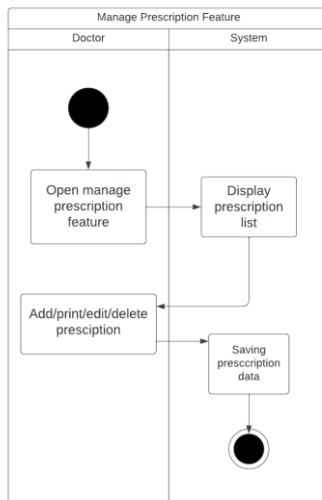 Manage Prescription Feature
Doctor
System
Open manage
prescription
feature
Display
prescription
list
Add/print/edit/delete
presciption
Saving
presccription
data